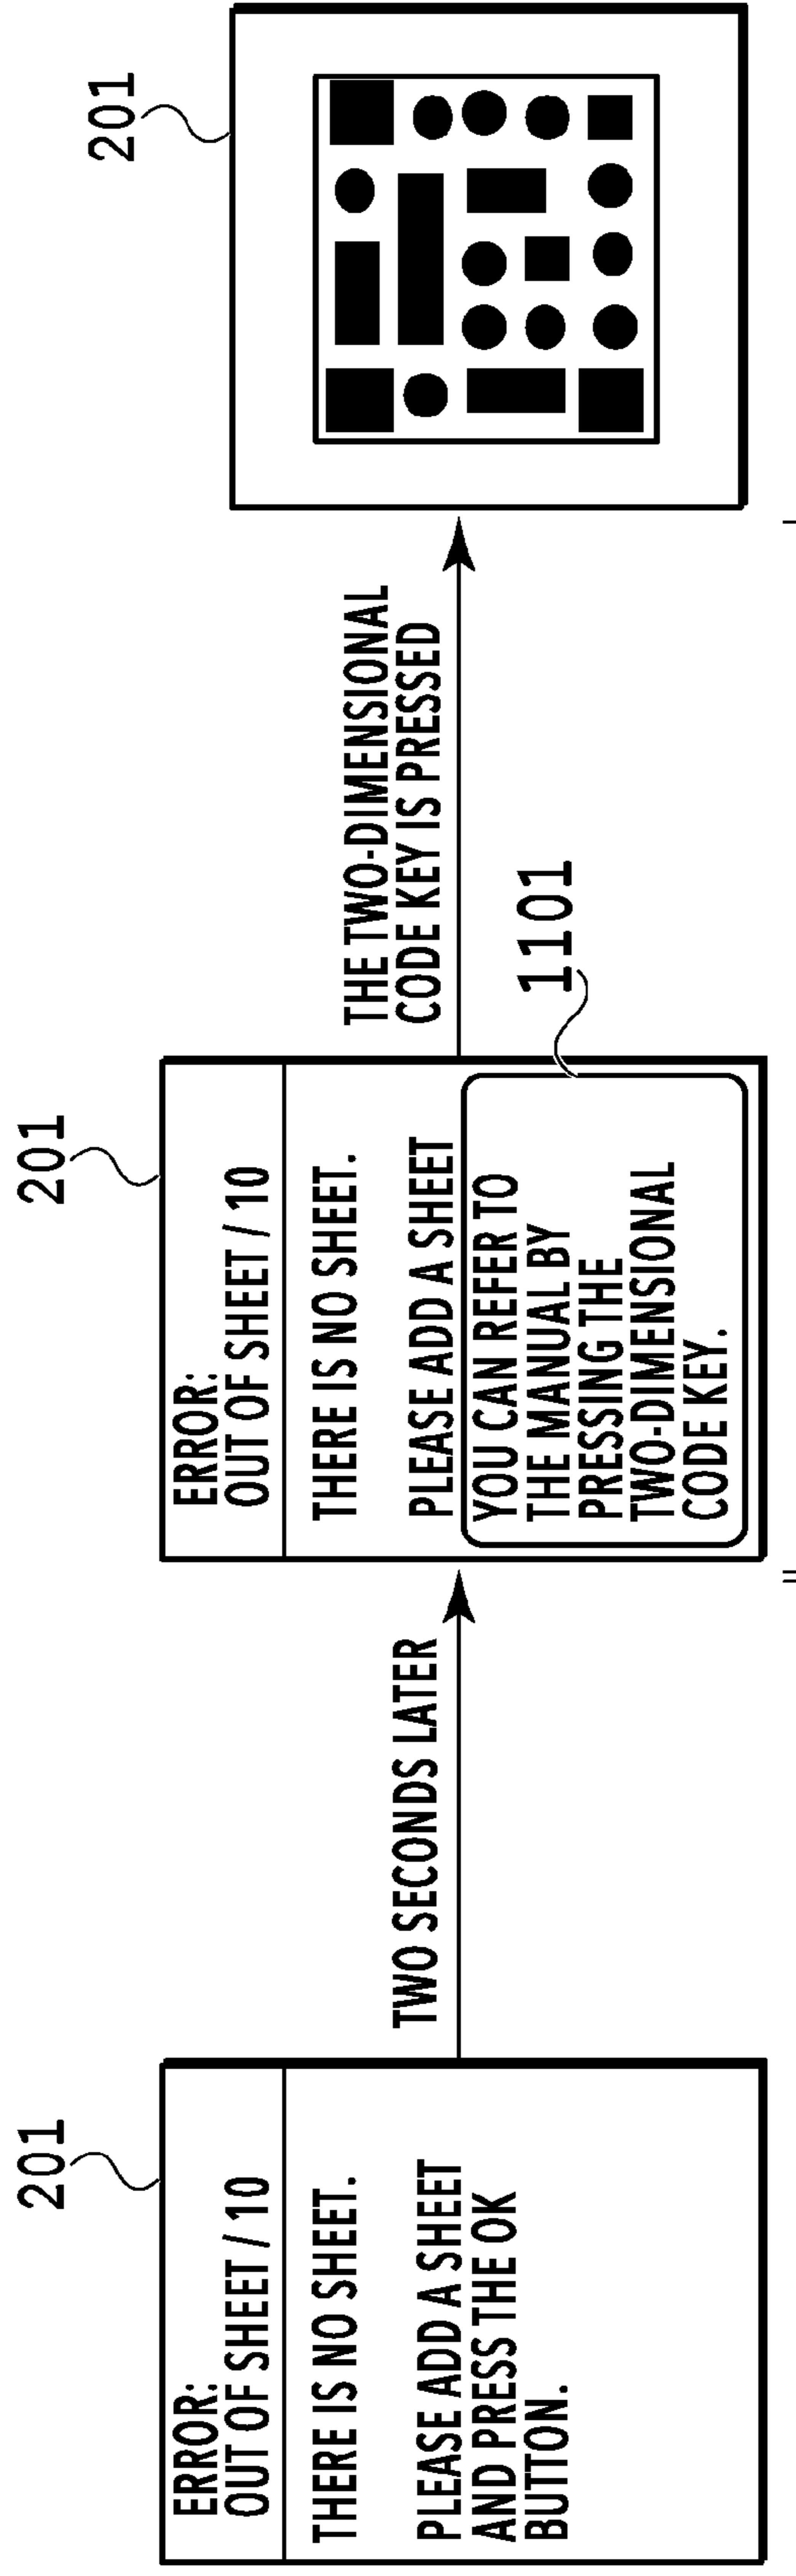 201
ERROR:
OUT OF SHEET / 10
THERE IS NO SHEET.
PLEASE ADD A SHEET
AND PRESS THE OK
BUTTON.
TWO SECONDS LATER
201
ERROR:
OUT OF SHEET / 10
THERE IS NO SHEET.
PLEASE ADD A SHEET
YOU CAN REFER TO
THE MANUAL BY
PRESSING THE
TWO-DIMENSIONAL
CODE KEY.
1101
THE TWO-DIMENSIONAL
CODE KEY IS PRESSED
201